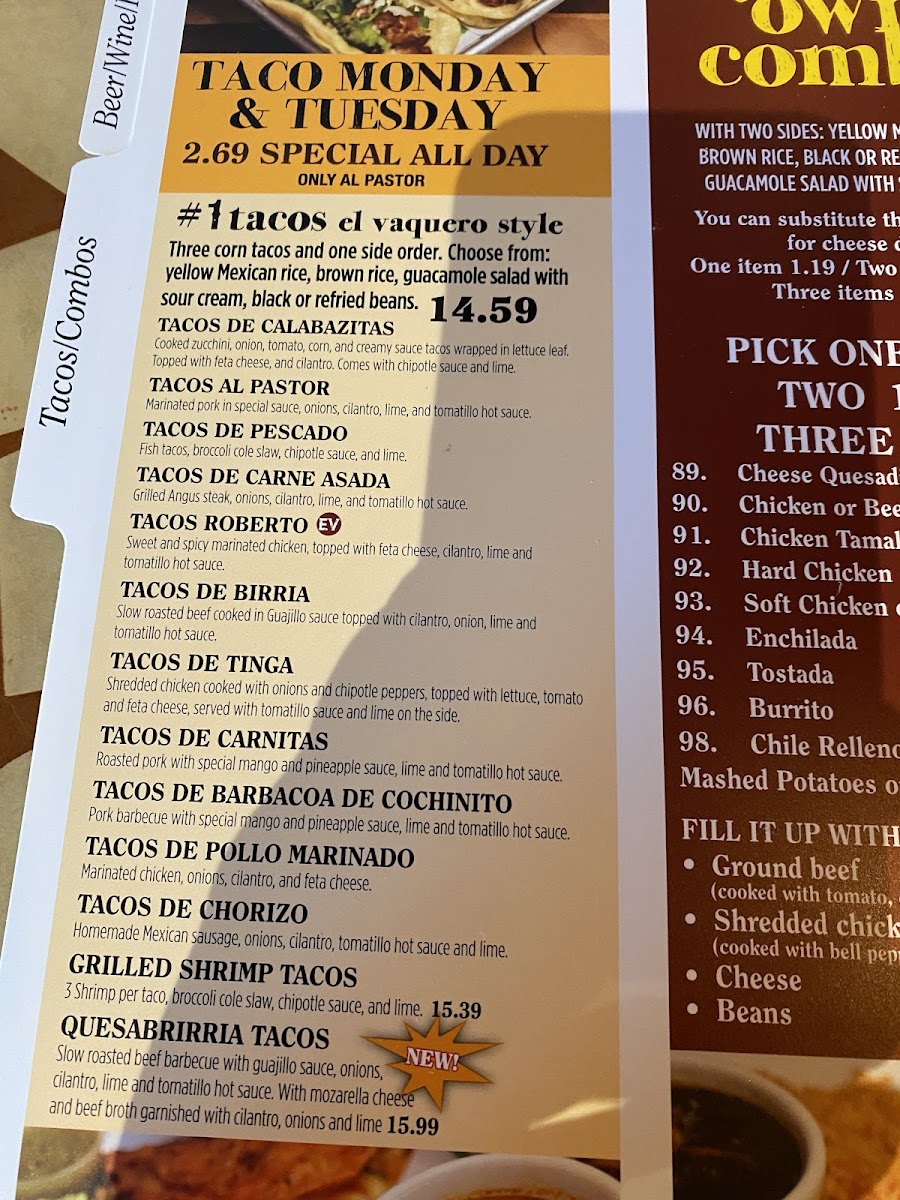 Beer/Wine/
Tacos/Combos
TACO MONDAY
& TUESDAY
2.69 SPECIAL ALL DAY
ONLY AL PASTOR
#1 tacos el vaquero style
Three corn tacos and one side order. Choose from:
yellow Mexican rice, brown rice, guacamole salad with
sour cream, black or refried beans. 14.59
TACOS DE CALABAZITAS
Cooked zucchini, onion, tomato, corn, and creamy sauce tacos wrapped in lettuce leaf.
Topped with feta cheese, and cilantro. Comes with chipotle sauce and lime.
TACOS AL PASTOR
Marinated pork in special sauce, onions, cilantro, lime, and tomatillo hot sauce.
TACOS DE PESCADO
Fish tacos, broccoli cole slaw, chipotle sauce, and lime.
TACOS DE CARNE ASADA
Grilled Angus steak, onions, cilantro, lime, and tomatillo hot sauce.
TACOS ROBERTO EV
Sweet and spicy marinated chicken, topped with feta cheese, cilantro, lime and
tomatillo hot sauce.
TACOS DE BIRRIA
Slow roasted beef cooked in Guajillo sauce topped with cilantro, onion, lime and
tomatillo hot sauce.
TACOS DE TINGA
Shredded chicken cooked with onions and chipotle peppers, topped with lettuce, tomato
and feta cheese, served with tomatillo sauce and lime on the side.
TACOS DE CARNITAS
Roasted pork with special mango and pineapple sauce, lime and tomatillo hot sauce.
TACOS DE BARBACOA DE COCHINITO
Pork barbecue with special mango and pineapple sauce, lime and tomatillo hot sauce.
TACOS DE POLLO MARINADO
Marinated chicken, onions, cilantro, and feta cheese.
TACOS DE CHORIZO
Homemade Mexican sausage, onions, cilantro, tomatillo hot sauce and lime.
GRILLED SHRIMP TACOS
3 Shrimp per taco, broccoli cole slaw, chipotle sauce, and lime. 15.39
QUESABRIRRIA TACOS
NEW!
Slow roasted beef barbecue with guajillo sauce, onions,
cilantro, lime and tomatillo hot sauce. With mozarella cheese
and beef broth garnished with cilantro, onions and lime 15.99
WITH TWO SIDES: YELLOW
BROWN RICE, BLACK OR
GUACAMOLE SALAD WITH
You can substitute
for cheese
One item 1.19 / Two
Three items
PICK ONE
TWO
THREE
89. Cheese
90. Chicken or
91. Chicken
92. Hard Chicken
93. Soft Chicken
94. Enchilada
95. Tostada
96. Burrito
98. Chile
Mashed Potatoes
FILL IT UP WITH
• Ground beef
(cooked with tomato,
• Shredded
(cooked with bell
• Cheese
• Beans